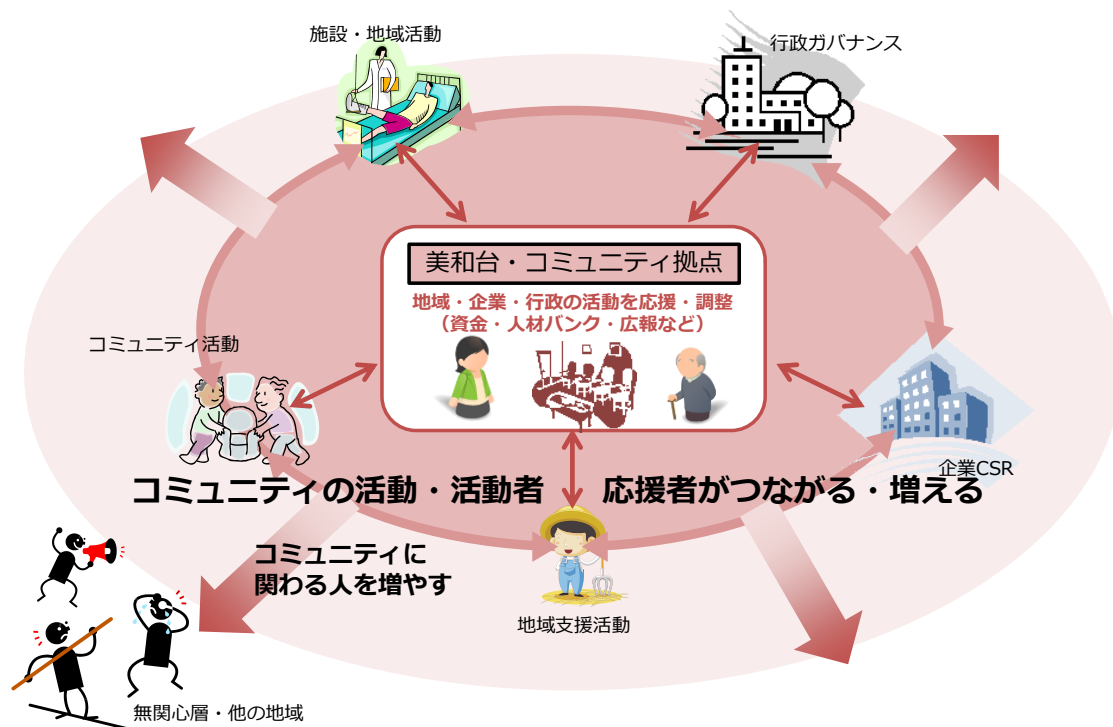 施設・地域活動
行政ガバナンス
美和台・コミュニティ拠点
地域・企業・行政の活動を応援・調整
（資金・人材バンク・広報など）
コミュニティ活動
企業CSR
コミュニティの活動・活動者
応援者がつながる・増える
コミュニティに
関わる人を増やす
地域支援活動
無関心層・他の地域